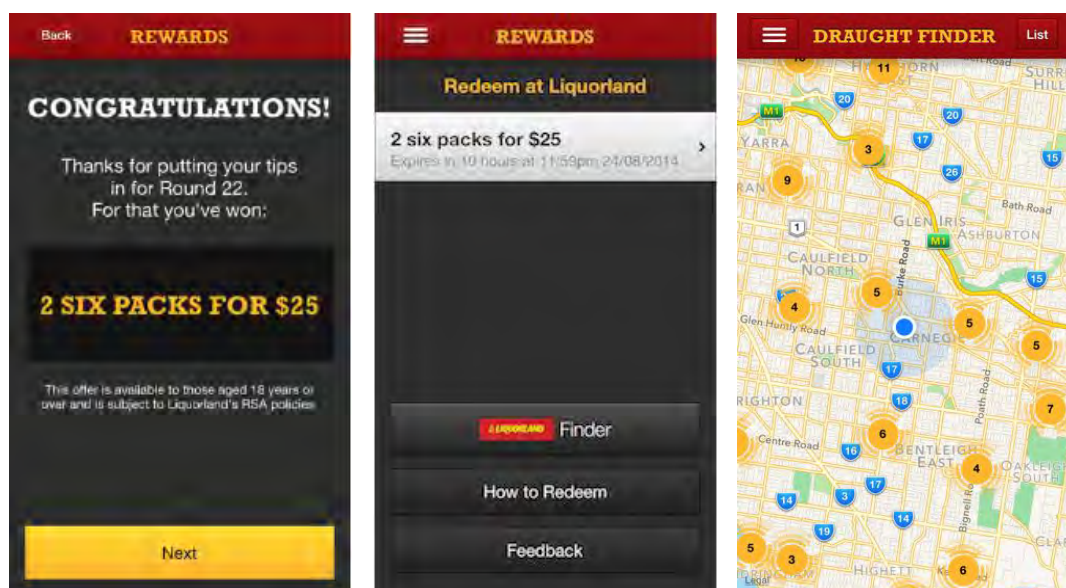 Back
REWARDS
CONGRATULATIONS!
Thanks for putting your tips
in for Round 22.
For that you've won:
2 SIX PACKS FOR $25
This offer is available to those aged 18 years or
over and is subject to Liquorland's RSA policies
Next
REWARDS
Redeem at Liquorland
2 six packs for $25
Expires in 10 hours at 11:59pm 24/08/2014
LIQUORLAND Finder
How to Redeem
Feedback
DRAUGHT FINDER
List
11
SURR
HILL
20
M1
20
YARRA
3
17
15
9
26
Bath Road
1
GLEN IRIS
M1
ASHBURTON
Burke Road
CAULFIELD
NORTH
15
5
4
5
Glen Huntly Road
CARNEGIE
5
CAULFIELD
SOUTH
17
Poath Road
RIGHTON
18
7
6
Centre Road
16
BENTLEIGH
EAST
4
OAKLEIGH
SOUTH
17
14
3
Bignell Ro
14
19
5
3
CLA
HIGHETT
6
Legal